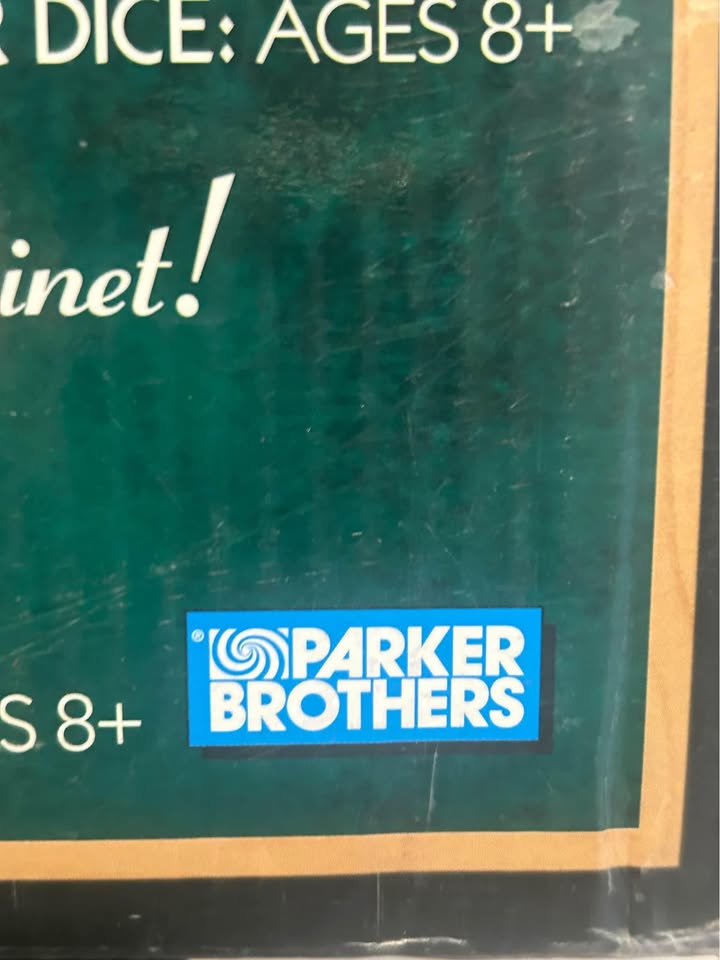 R DICE: AGES 8+
inet!
S 8+
® PARKER
BROTHERS